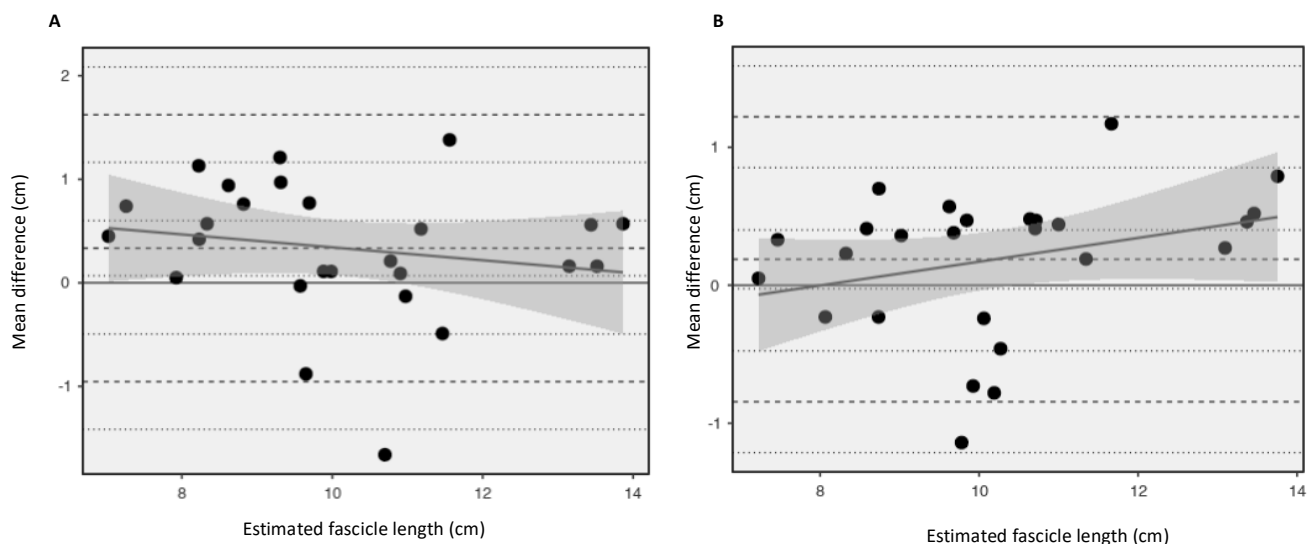 A
B
2
1
0
-1
Mean difference (cm)
8
10
12
14
Estimated fascicle length (cm)
1
0
-1
Mean difference (cm)
8
10
12
14
Estimated fascicle length (cm)